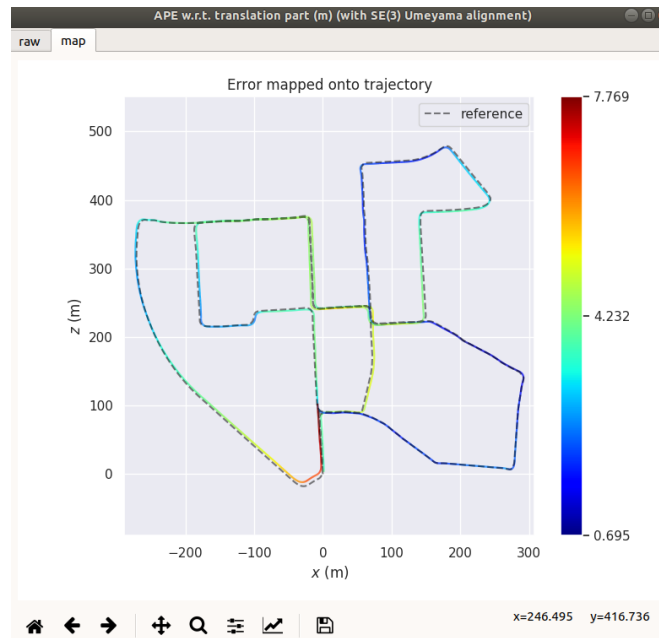 APE w.r.t. translation part (m) (with SE(3) Umeyama alignment)
raw map
Error mapped onto trajectory
reference
7.769
4.232
0.695
500
400
300
200
100
0
z (m)
−200 −100 0 100 200 300
x (m)
x=246.495 y=416.736